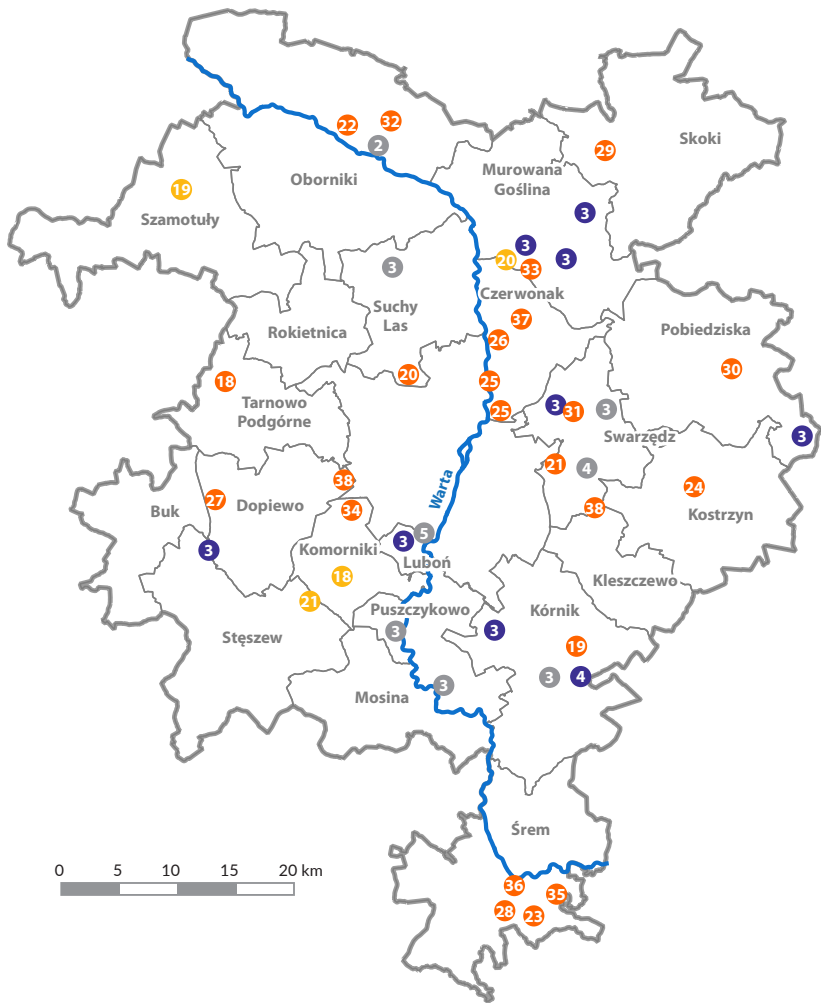 32
22
2
Skoki
29
Murowana
Goślina
Oborniki
19
Szamotuły
3
3
3
20
33
3
Czerwonak
Suchy
Las
37
Rokietnica
Pobiedziska
26
20
30
18
25
Tarnowo
Podgórne
3
31
3
25
Swarzędz
3
21
4
38
Warta
24
27
Dopiewo
38
Buk
34
Kostrzyn
5
3
Komorniki
3
Luboń
18
Kleszczewo
21
Puszczykowo
Kórnik
3
3
Stęszew
19
3
4
3
Mosina
Śrem
0 5 10 15 20 km
36
35
28
23